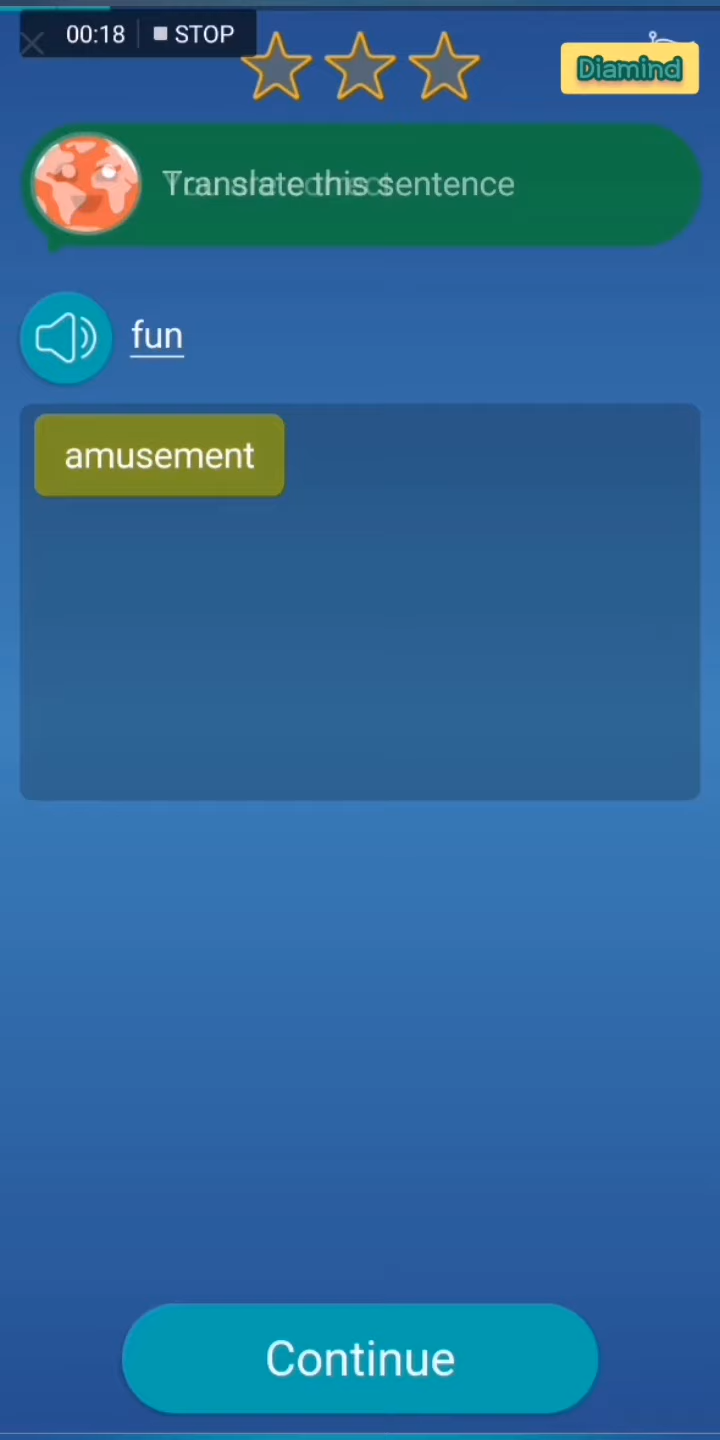 00:18 STOP
Diamind
Translate this sentence
fun
amusement
Continue